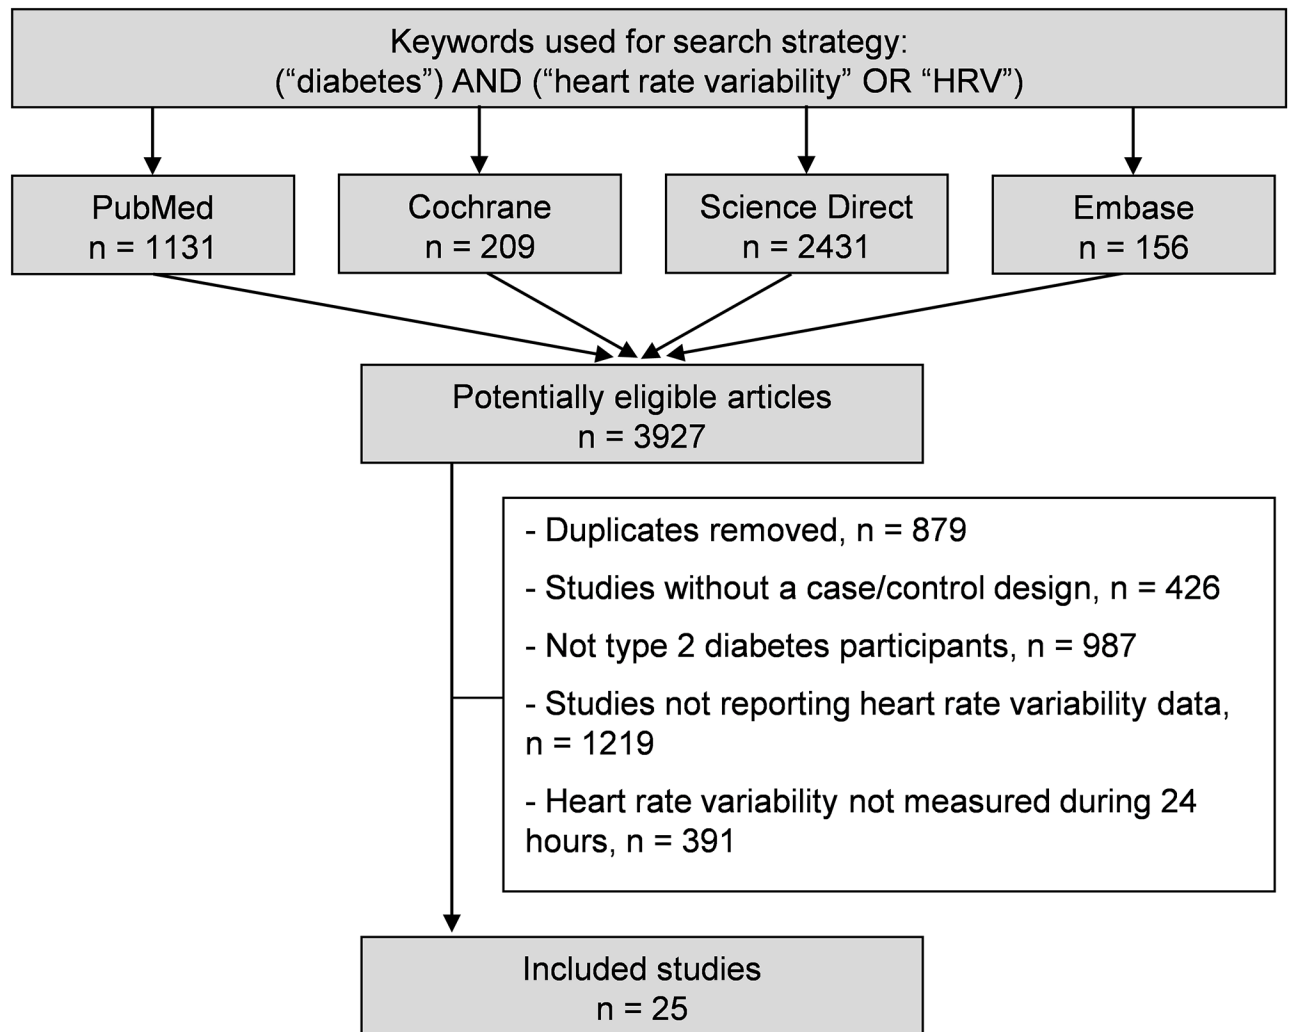 Keywords used for search strategy:
(“diabetes”) AND (“heart rate variability” OR “HRV”)
PubMed
n = 1131
Cochrane
n = 209
Science Direct
n = 2431
Embase
n = 156
Potentially eligible articles
n = 3927
- Duplicates removed, n = 879
- Studies without a case/control design, n = 426
- Not type 2 diabetes participants, n = 987
- Studies not reporting heart rate variability data,
n = 1219
- Heart rate variability not measured during 24
hours, n = 391
Included studies
n = 25